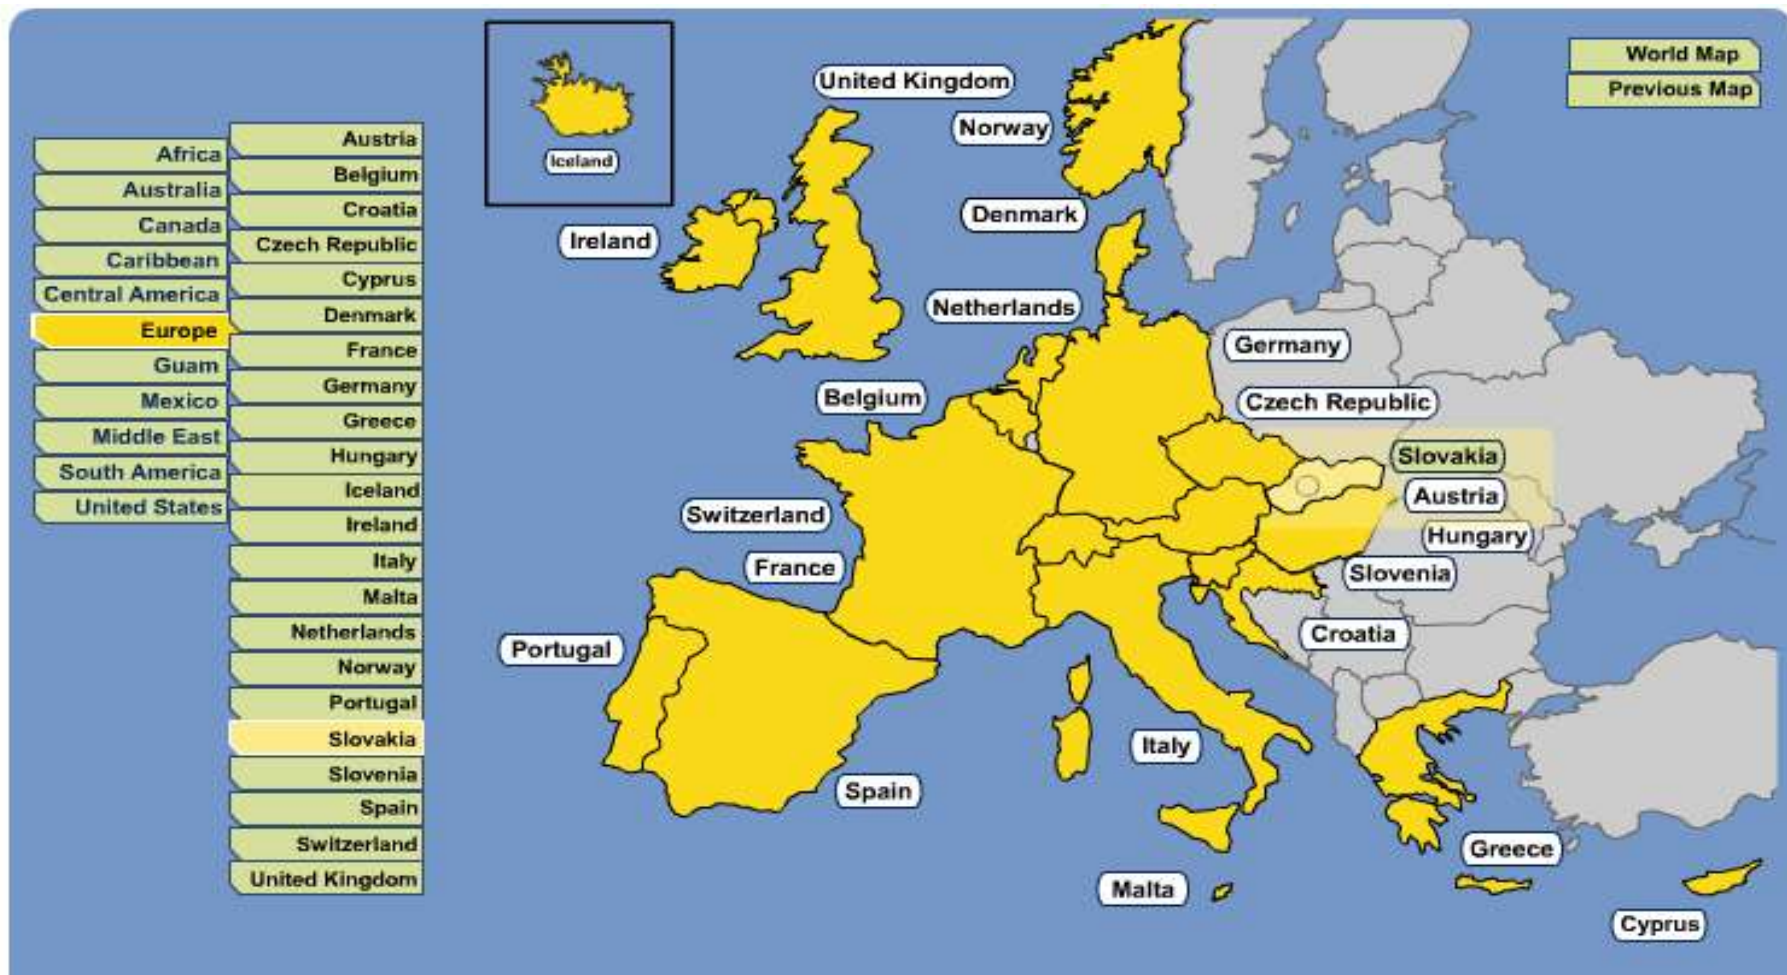 Africa
Australia
Canada
Caribbean
Central America
Europe
Guam
Mexico
Middle East
South America
United States
Austria
Belgium
Croatia
Czech Republic
Cyprus
Denmark
France
Germany
Greece
Hungary
Iceland
Ireland
Italy
Malta
Netherlands
Norway
Portugal
Slovakia
Slovenia
Spain
Switzerland
United Kingdom
Iceland
United Kingdom
Norway
Denmark
Ireland
Netherlands
Germany
Belgium
Czech Republic
Slovakia
Austria
Switzerland
Hungary
France
Slovenia
Croatia
Portugal
Italy
Spain
Greece
Malta
Cyprus
World Map
Previous Map